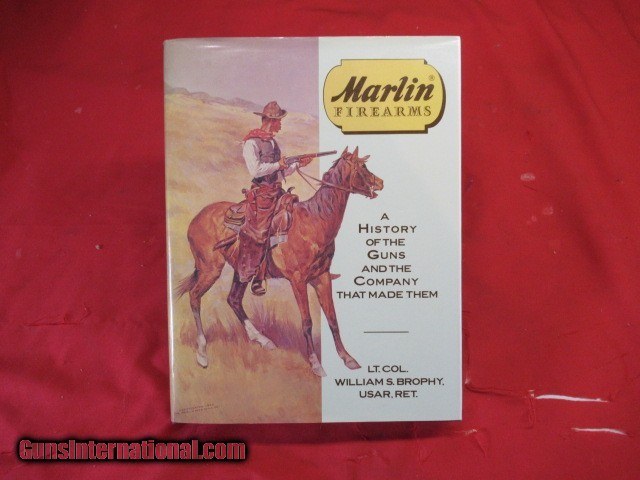 Marlin®
FIREARMS
A
HISTORY
OF THE
GUNS
AND THE
COMPANY
THAT MADE THEM
LT. COL.
WILLIAM S. BROPHY,
USAR, RET.
GunsInternational.com